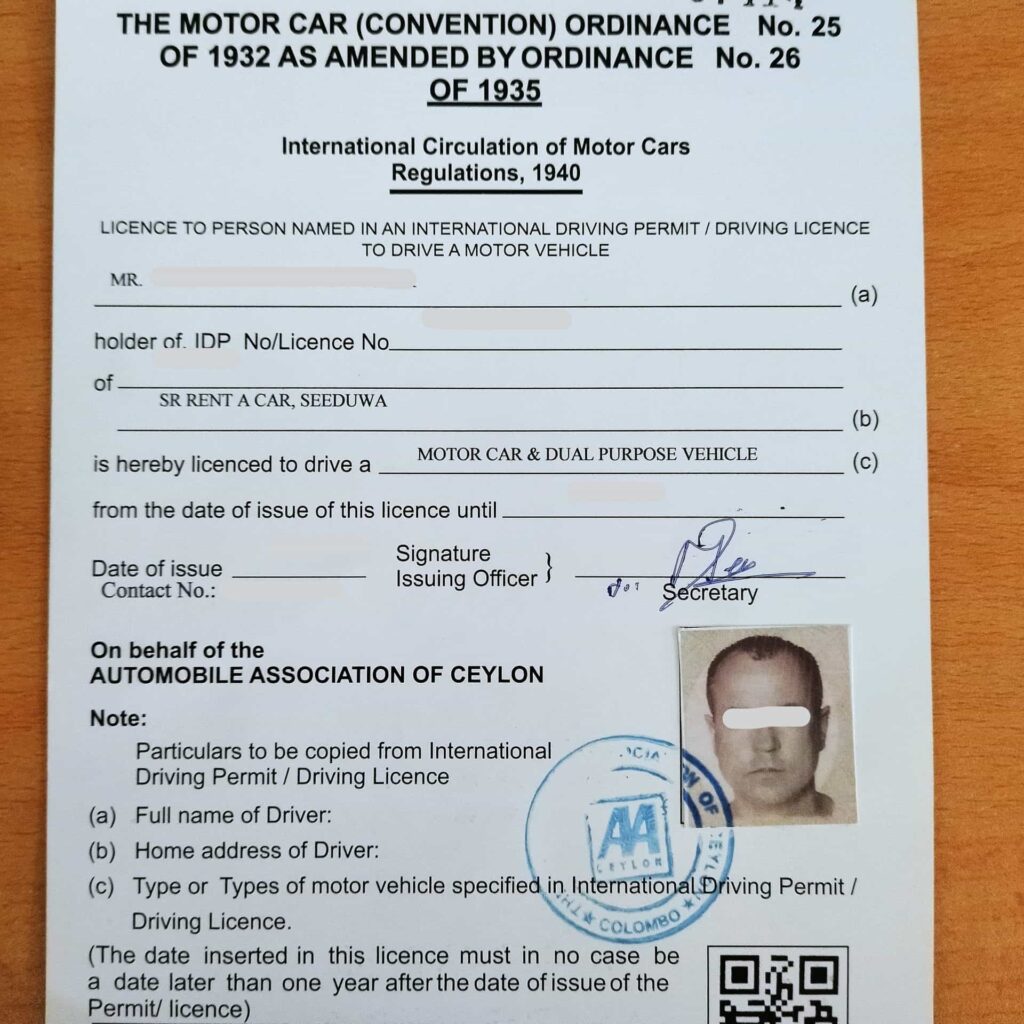 THE MOTOR CAR (CONVENTION) ORDINANCE No. 25
OF 1932 AS AMENDED BY ORDINANCE No. 26
OF 1935
International Circulation of Motor Cars
Regulations, 1940
LICENCE TO PERSON NAMED IN AN INTERNATIONAL DRIVING PERMIT / DRIVING LICENCE
TO DRIVE A MOTOR VEHICLE
MR.
(a)
holder of IDP No/Licence No
of
SR RENT A CAR, SEEDUWA
(b)
is hereby licenced to drive a MOTOR CAR & DUAL PURPOSE VEHICLE (c)
from the date of issue of this licence until
Date of issue
Contact No.:
Signature
Issuing Officer }
for
Secretary
On behalf of the
AUTOMOBILE ASSOCIATION OF CEYLON
Note:
Particulars to be copied from International
Driving Permit / Driving Licence
(a) Full name of Driver:
(b) Home address of Driver:
(c) Type or Types of motor vehicle specified in International Driving Permit /
Driving Licence.
(The date inserted in this licence must in no case be
a date later than one year after the date of issue of the
Permit/ licence)
AA
CEYLON
OF CEYLON
★ COLOMBO ★